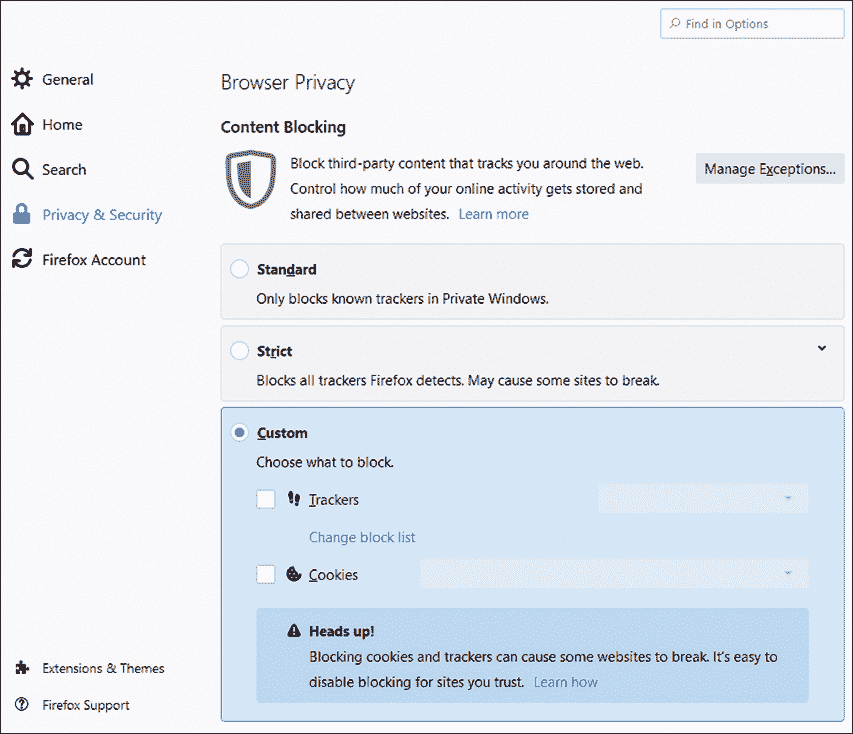 Find in Options
General
Home
Search
Privacy & Security
Firefox Account
Extensions & Themes
Firefox Support
Browser Privacy
Content Blocking
Block third-party content that tracks you around the web.
Control how much of your online activity gets stored and
shared between websites. Learn more
Manage Exceptions...
Standard
Only blocks known trackers in Private Windows.
Strict
Blocks all trackers Firefox detects. May cause some sites to break.
Custom
Choose what to block.
Trackers
Change block list
Cookies
Heads up!
Blocking cookies and trackers can cause some websites to break. It's easy to
disable blocking for sites you trust. Learn how